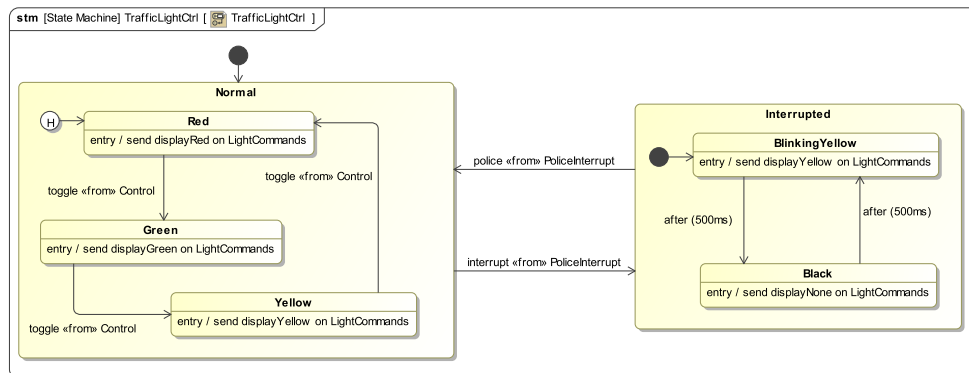 stm [State Machine] TrafficLightCtrl [ TrafficLightCtrl ]
Normal
H
Red
entry / send displayRed on LightCommands
toggle «from» Control
toggle «from» Control
Green
entry / send displayGreen on LightCommands
Yellow
entry / send displayYellow on LightCommands
toggle «from» Control
police «from» PoliceInterrupt
interrupt «from» PoliceInterrupt
Interrupted
BlinkingYellow
entry / send displayYellow on LightCommands
after (500ms)
after (500ms)
Black
entry / send displayNone on LightCommands